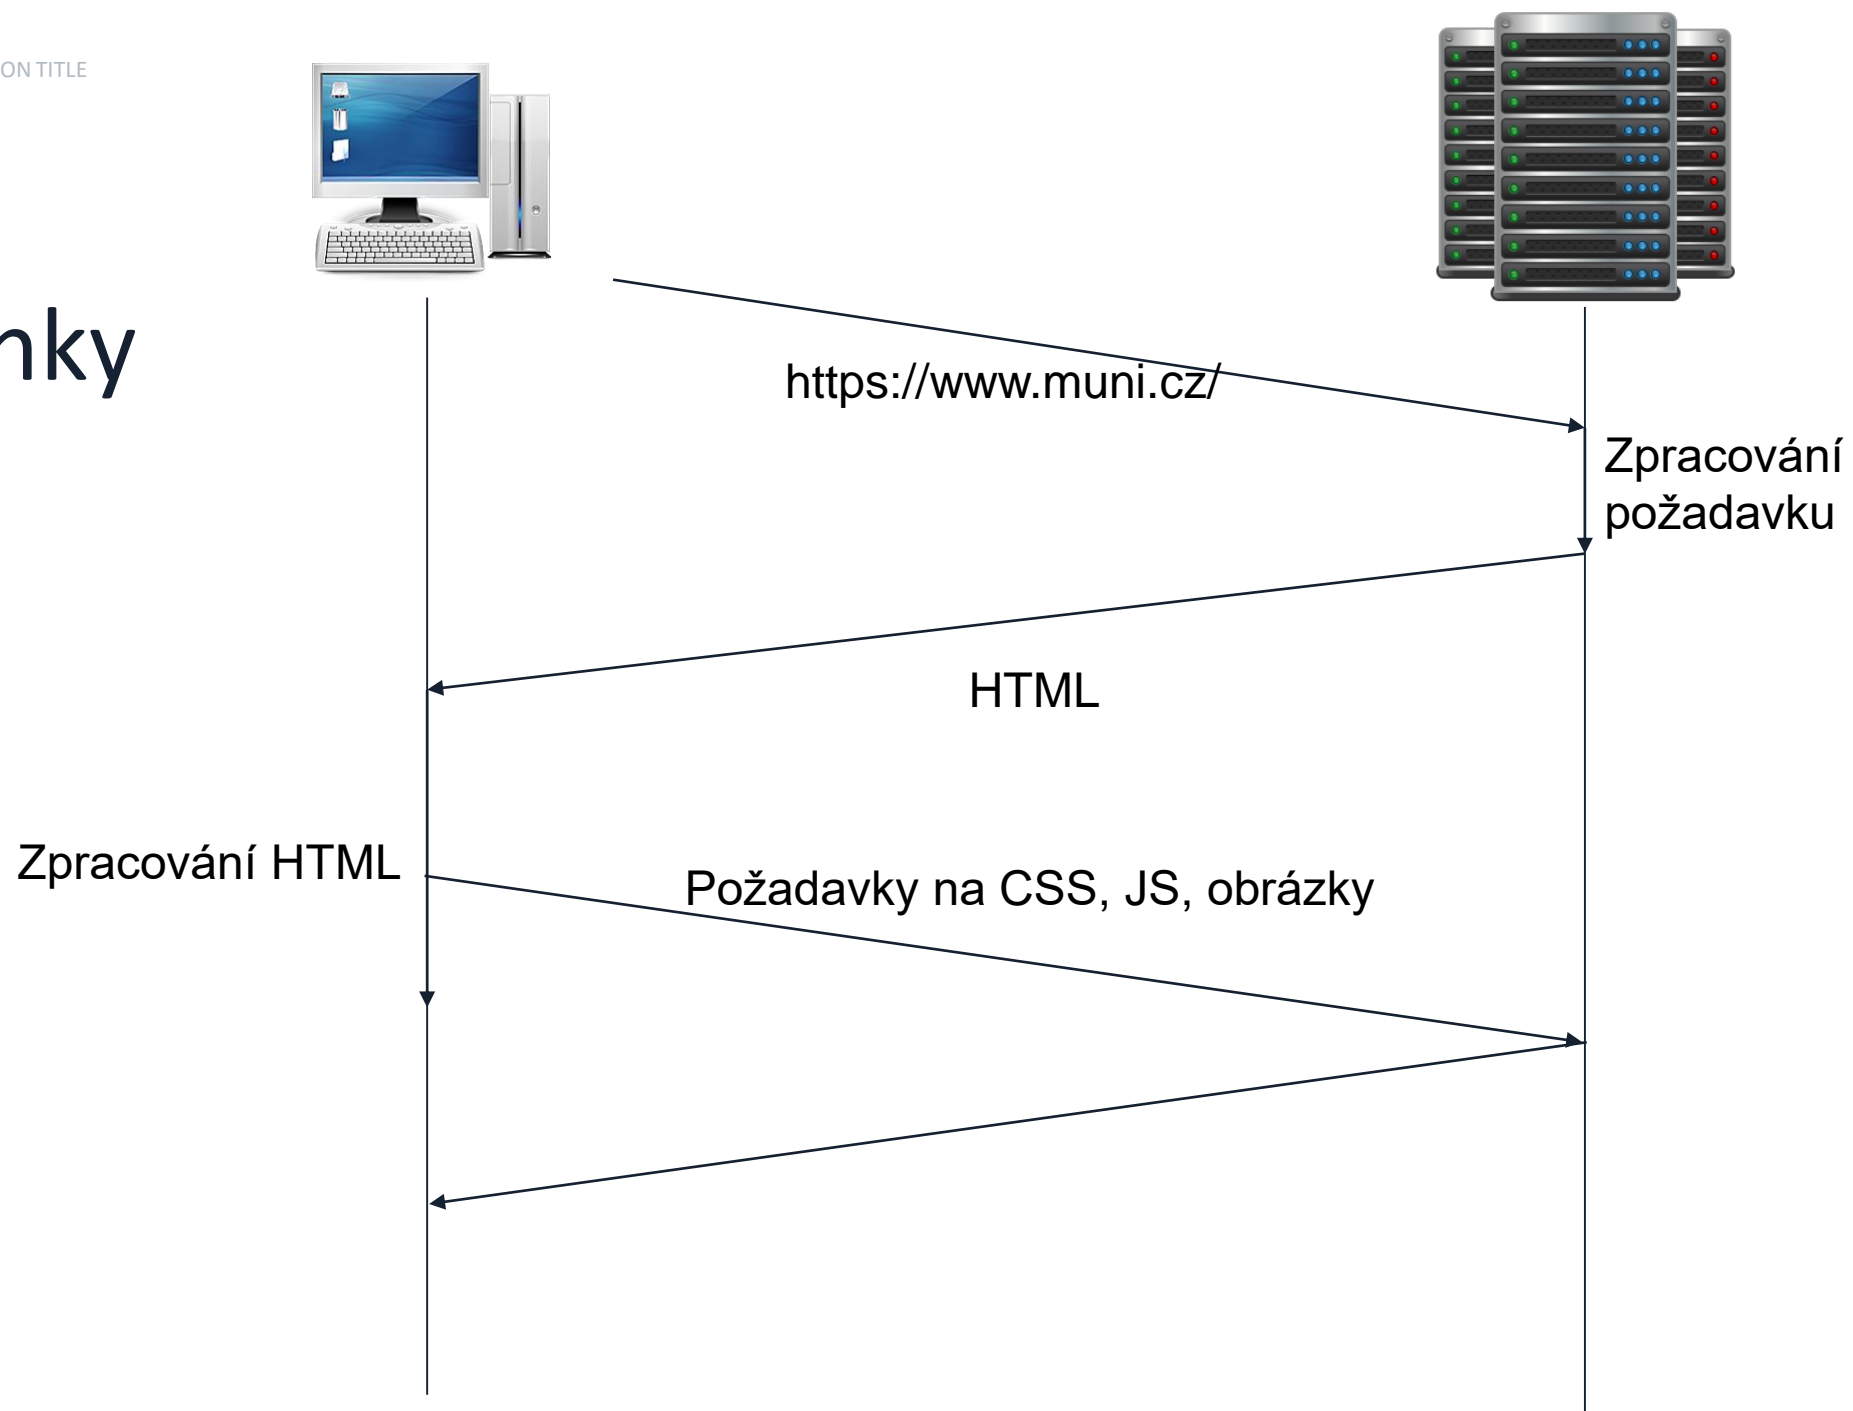 ON TITLE
nky
https://www.muni.cz/
Zpracování
požadavku
HTML
Zpracování HTML
Požadavky na CSS, JS, obrázky